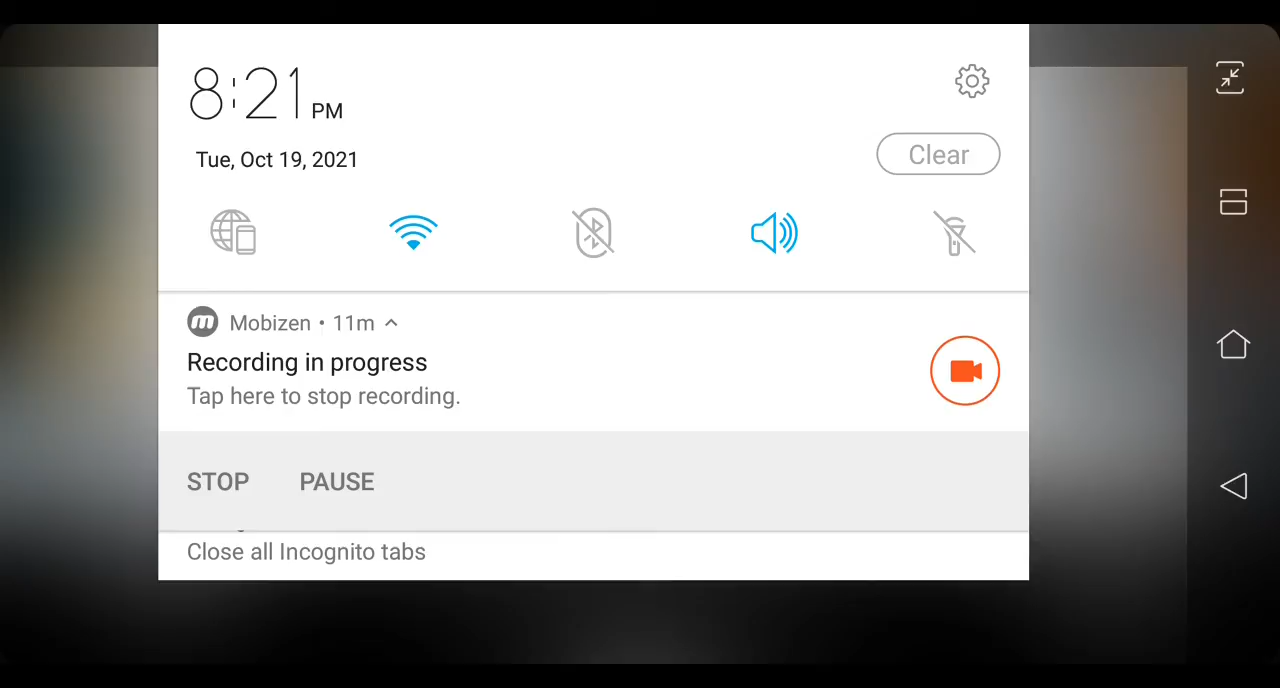 8:21 PM
Tue, Oct 19, 2021
Clear
Mobizen • 11m
Recording in progress
Tap here to stop recording.
STOP PAUSE
Close all Incognito tabs